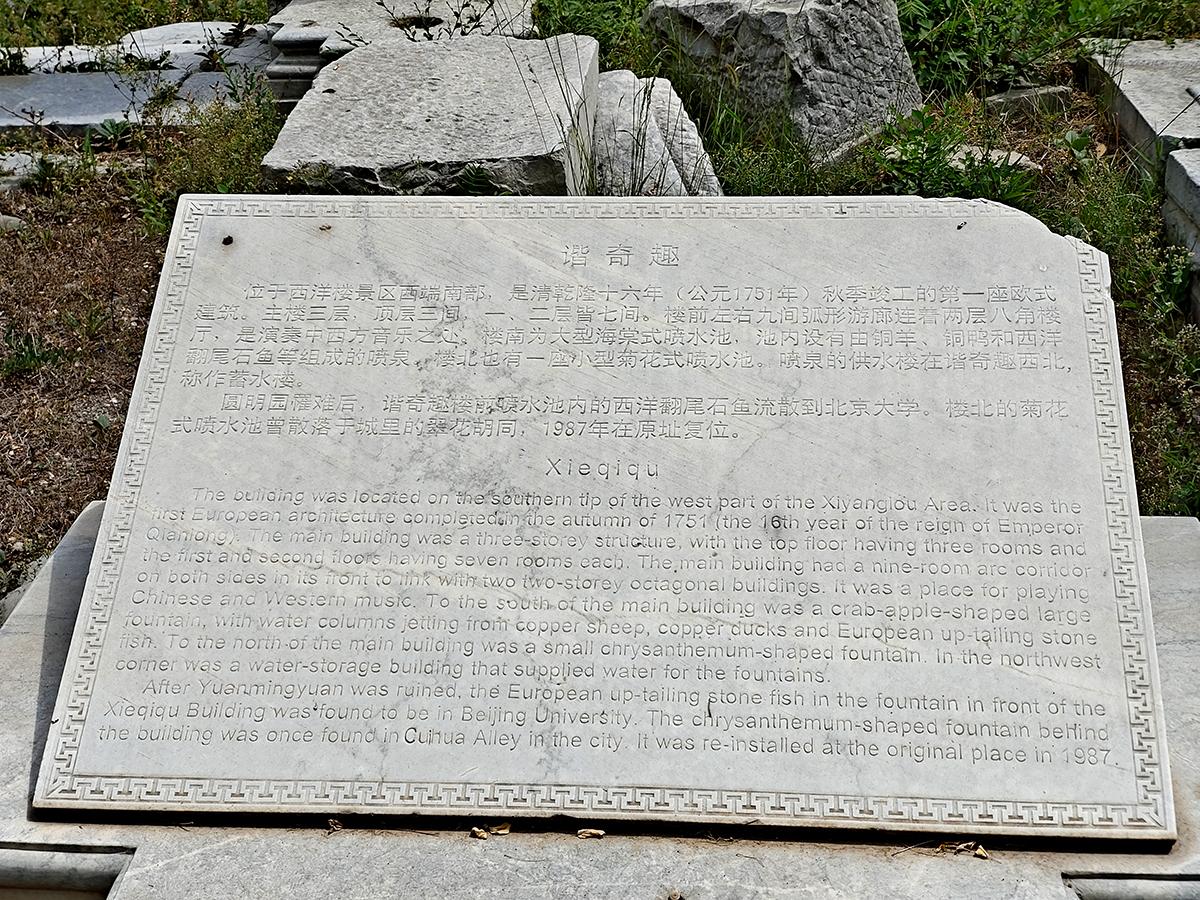 谐奇趣
位于西洋楼景区西端南部，是清乾隆十六年（公元1751年）秋季竣工的第一座欧式
建筑。主楼三层，顶层三间，一、二层皆七间。楼前左右九间弧形游廊连着两层八角楼
厅，是演奏中西方音乐之处。楼南为大型海棠式喷水池，池内设有由铜羊、铜鸭和西洋
翻尾石鱼等组成的喷泉，楼北也有一座小型菊花式喷水池。喷泉的供水楼在谐奇趣西北，
称作蓄水楼。
圆明园罹难后，谐奇趣楼前喷水池内的西洋翻尾石鱼流散到北京大学。楼北的菊花
式喷水池曾散落于城里的翠花胡同，1987年在原址复位。
Xieqiqu
The building was located on the southern tip of the west part of the Xiyanglou Area. It was the
first European architecture completed in the autumn of 1751 (the 16th year of the reign of Emperor
Qianlong). The main building was a three-storey structure, with the top floor having three rooms and
the first and second floors having seven rooms each. The main building had a nine-room arc corridor
on both sides in its front to link with two two-storey octagonal buildings. It was a place for playing
Chinese and Western music. To the south of the main building was a crab-apple-shaped large
fountain, with water columns jetting from copper sheep, copper ducks and European up-tailing stone
fish. To the north of the main building was a small chrysanthemum-shaped fountain. In the northwest
corner was a water-storage building that supplied water for the fountains.
After Yuanmingyuan was ruined, the European up-tailing stone fish in the fountain in front of the
Xieqiqu Building was found to be in Beijing University. The chrysanthemum-shaped fountain behind
the building was once found in Cuihua Alley in the city. It was re-installed at the original place in 1987.